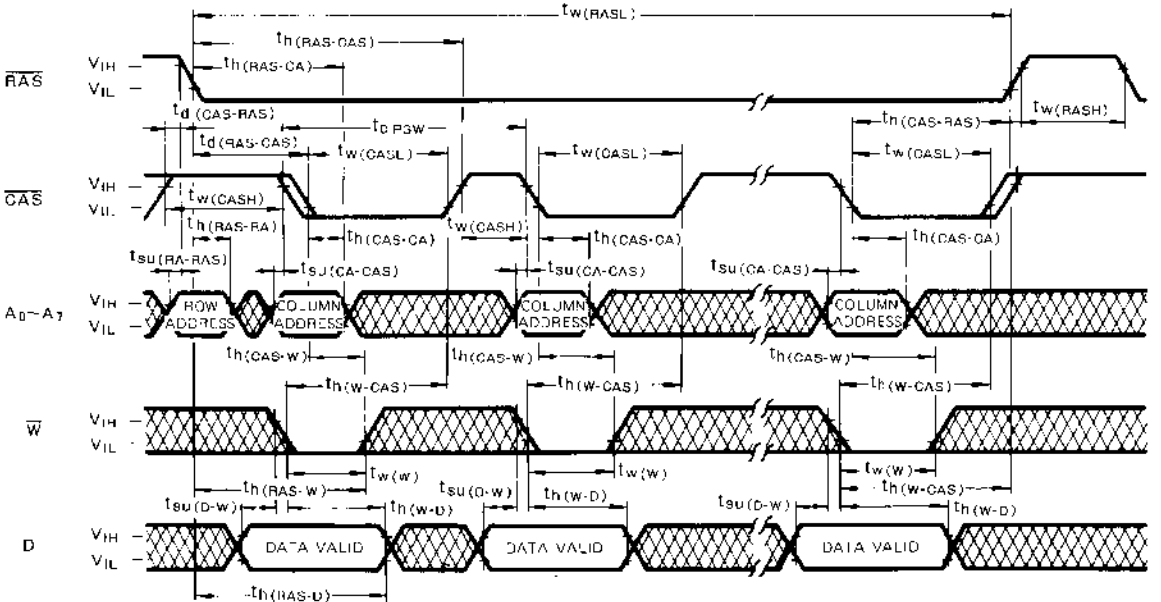 tw(RASL)
th(RAS-CAS)
th(RAS-CA)
RAS
VIH
VIL
td(CAS-RAS)
th(CAS-RAS)
tw(RASH)
td(RAS-CAS)
tw(CASL)
tw(CASL)
tw(CASL)
CAS
VIH
VIL
tw(CASH)
th(RAS-RA)
tw(CASH)
th(CAS-CA)
th(CAS-CA)
th(CAS-CA)
tsu(RA-RAS)
tsu(CA-CAS)
tsu(CA-CAS)
tsu(CA-CAS)
A0~A7
VIH
VIL
ROW ADDRESS
COLUMN ADDRESS
COLUMN ADDRESS
COLUMN ADDRESS
th(CAS-W)
th(CAS-W)
th(CAS-W)
th(W-CAS)
th(W-CAS)
th(W-CAS)
W
VIH
VIL
tw(W)
tw(W)
tw(W)
th(RAS-W)
th(W-CAS)
tsu(D-W)
th(W-D)
tsu(D-W)
th(W-D)
tsu(D-W)
th(W-D)
D
VIH
VIL
DATA VALID
DATA VALID
DATA VALID
th(RAS-D)